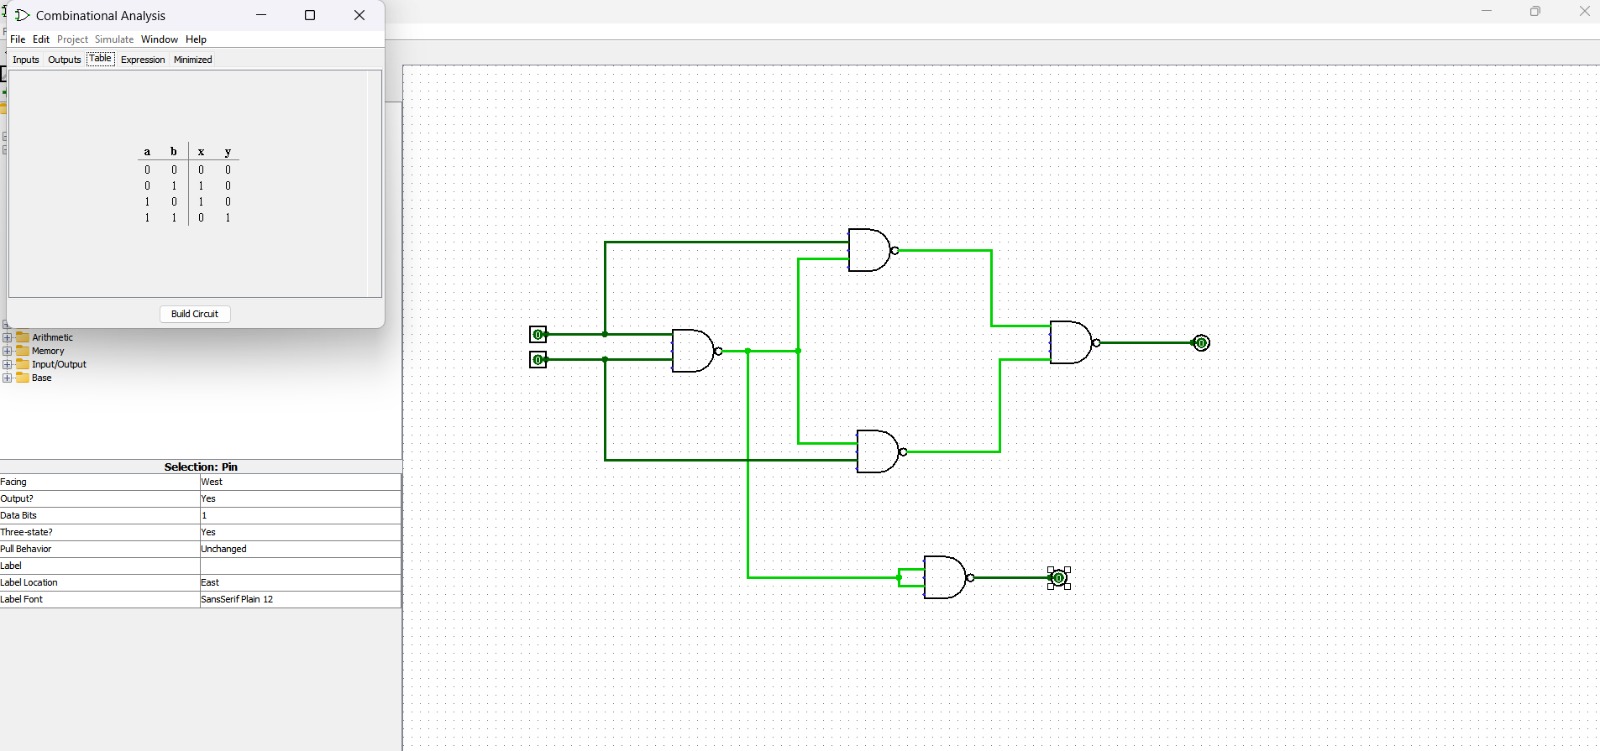 Combinational Analysis
File Edit Project Simulate Window Help
Inputs Outputs Table Expression Minimized
a b x y
0 0 0 0
0 1 1 0
1 0 1 0
1 1 0 1
Build Circuit
Arithmetic
Memory
Input/Output
Base
Selection: Pin
Facing West
Output? Yes
Data Bits 1
Three-state? Yes
Pull Behavior Unchanged
Label
Label Location East
Label Font SansSerif Plain 12
0
0
0
0